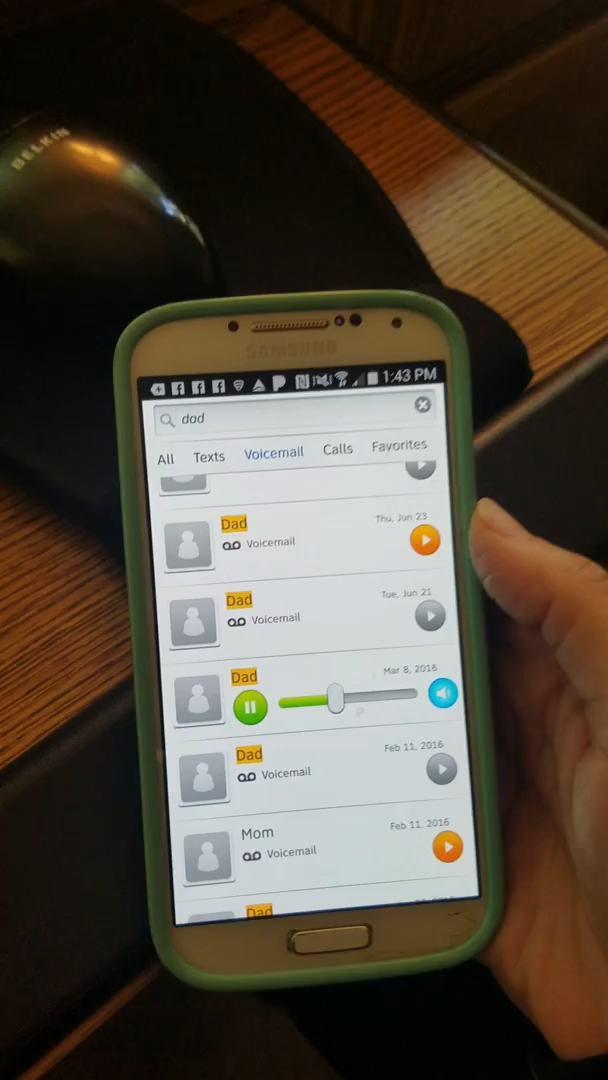 BELKIN
SAMSUNG
1:43 PM
dad
All Texts Voicemail Calls Favorites
Dad Thu, Jun 23
Voicemail
Dad Tue, Jun 21
Voicemail
Dad Mar 8, 2016
Dad Feb 11, 2016
Voicemail
Mom Feb 11, 2016
Voicemail
Dad